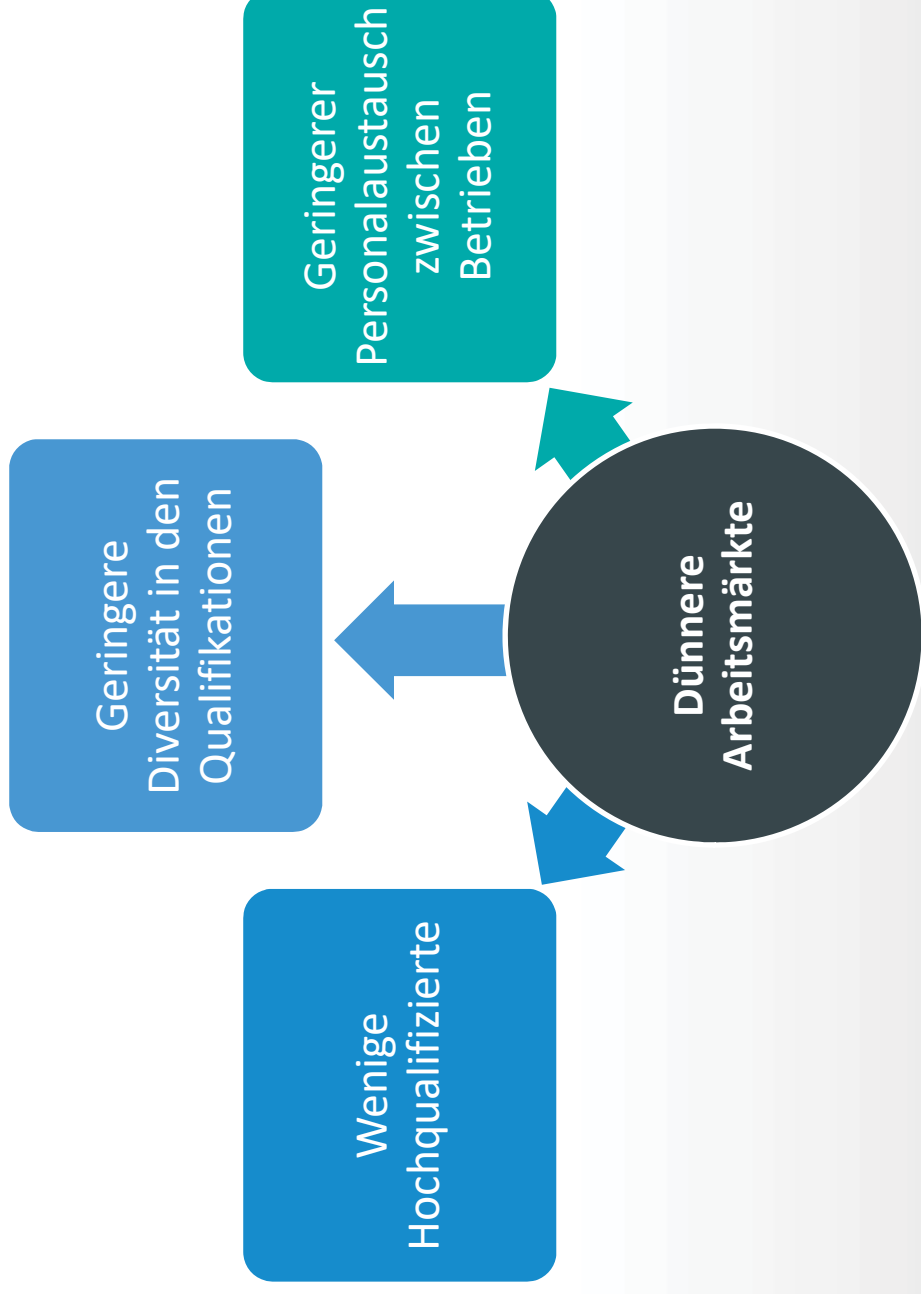 Wenige
Hochqualifizierte
Geringere
Diversität in den
Qualifikationen
Geringerer
Personalaustausch
zwischen
Betrieben
Dünnere
Arbeitsmärkte